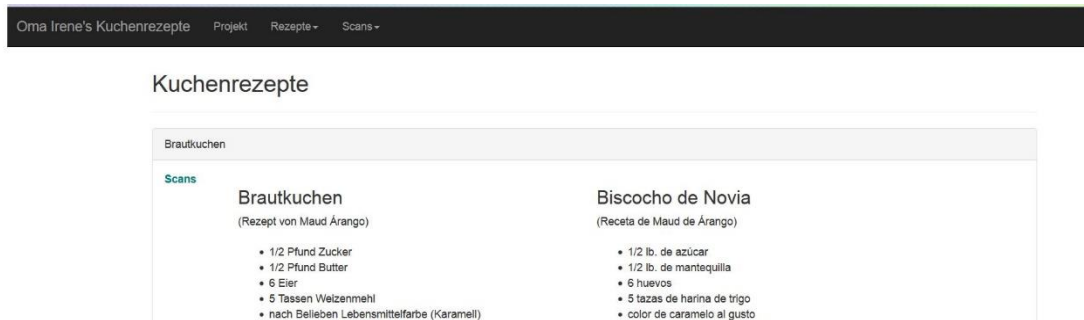 Oma Irene's Kuchenrezepte Projekt Rezepte Scans
Kuchenrezepte
Brautkuchen
Scans
Brautkuchen
(Rezept von Maud Árango)
• 1/2 Pfund Zucker
• 1/2 Pfund Butter
• 6 Eier
• 5 Tassen Weizenmehl
• nach Belieben Lebensmittelfarbe (Karamell)
Biscocho de Novia
(Receta de Maud de Árango)
• 1/2 lb. de azúcar
• 1/2 lb. de mantequilla
• 6 huevos
• 5 tazas de harina de trigo
• color de caramelo al gusto